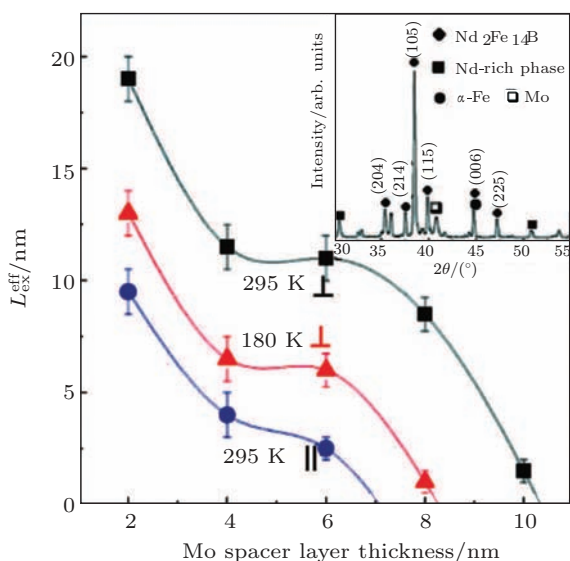 20
15
10
5
0
L_ex^eff/nm
2
4
6
8
10
Mo spacer layer thickness/nm
295 K ⊥
180 K ⊥
295 K ||
Intensity/arb. units
Nd2Fe14B
Nd-rich phase
α-Fe
Mo
(105)
(204)
(214)
(115)
(006)
(225)
30
35
40
45
50
55
2θ/(°)